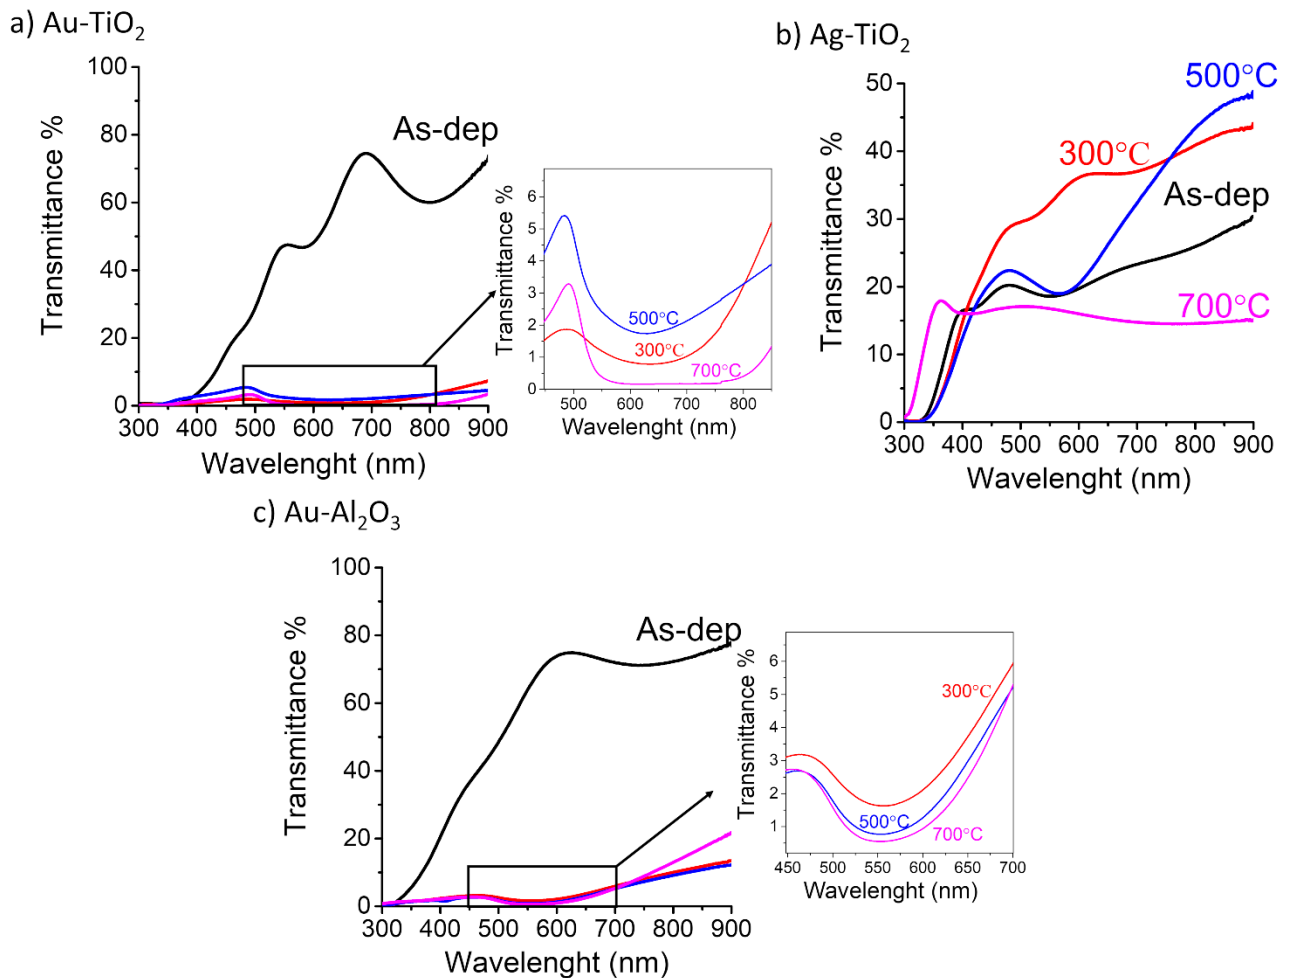 a) Au-TiO₂
100
80
60
40
20
0
Transmittance %
As-dep
300 400 500 600 700 800 900
Wavelenght (nm)
6
5
4
3
2
1
0
Transmittance %
500°C
300°C
700°C
500 600 700 800
Wavelenght (nm)
b) Ag-TiO₂
50
40
30
20
10
0
Transmittance %
500°C
300°C
As-dep
700°C
300 400 500 600 700 800 900
Wavelenght (nm)
c) Au-Al₂O₃
100
80
60
40
20
0
Transmittance %
As-dep
300 400 500 600 700 800 900
Wavelenght (nm)
6
5
4
3
2
1
Transmittance %
300°C
500°C
700°C
450 500 550 600 650 700
Wavelenght (nm)